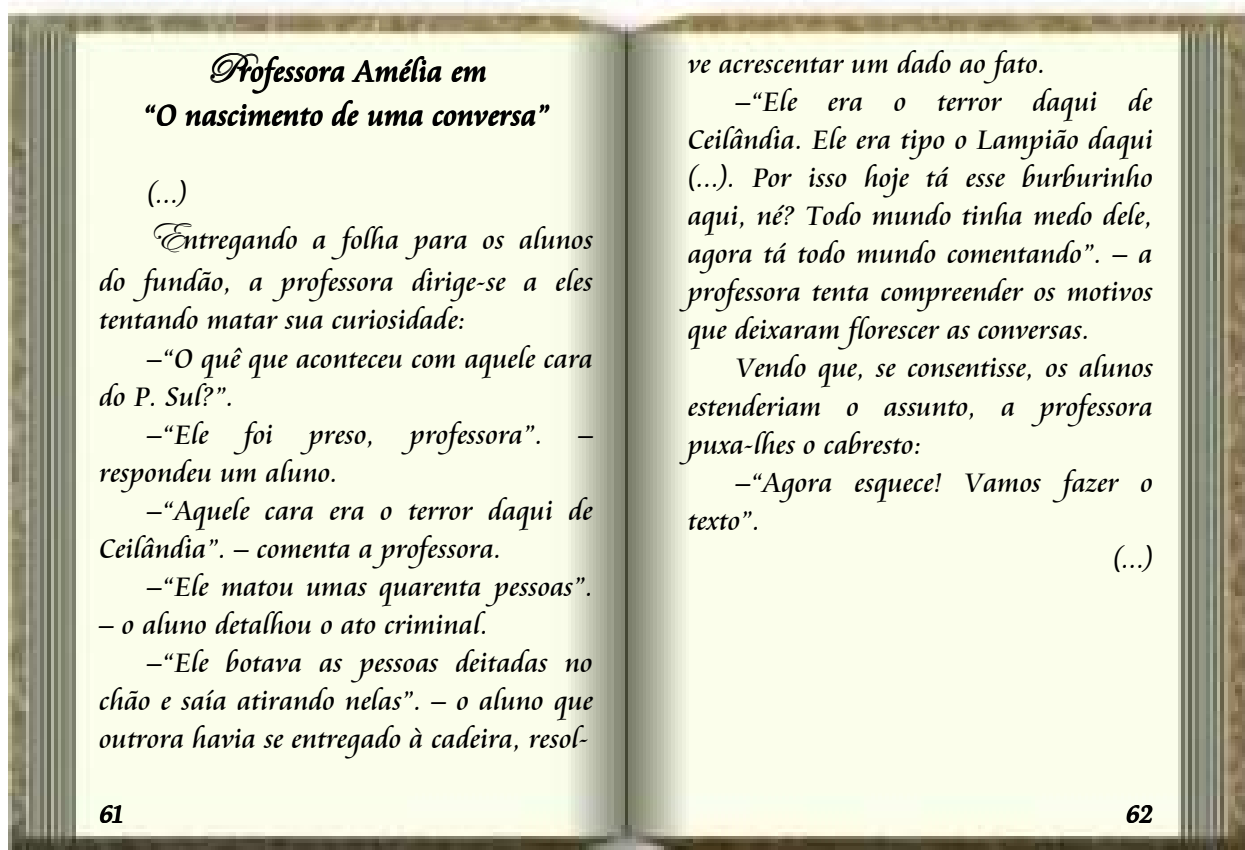 Professora Amélia em
“O nascimento de uma conversa”
(...)
Entregando a folha para os alunos
do fundão, a professora dirige-se a eles
tentando matar sua curiosidade:
–“O quê que aconteceu com aquele cara
do P. Sul?”.
–“Ele foi preso, professora”. –
respondeu um aluno.
–“Aquele cara era o terror daqui de
Ceilândia”. – comenta a professora.
–“Ele matou umas quarenta pessoas”.
– o aluno detalhou o ato criminal.
–“Ele botava as pessoas deitadas no
chão e saía atirando nelas”. – o aluno que
outrora havia se entregado à cadeira, resol-
61
ve acrescentar um dado ao fato.
–“Ele era o terror daqui de
Ceilândia. Ele era tipo o Lampião daqui
(...). Por isso hoje tá esse burburinho
aqui, né? Todo mundo tinha medo dele,
agora tá todo mundo comentando”. – a
professora tenta compreender os motivos
que deixaram florescer as conversas.
Vendo que, se consentisse, os alunos
estenderiam o assunto, a professora
puxa-lhes o cabresto:
–“Agora esquece! Vamos fazer o
texto”.
(...)
62